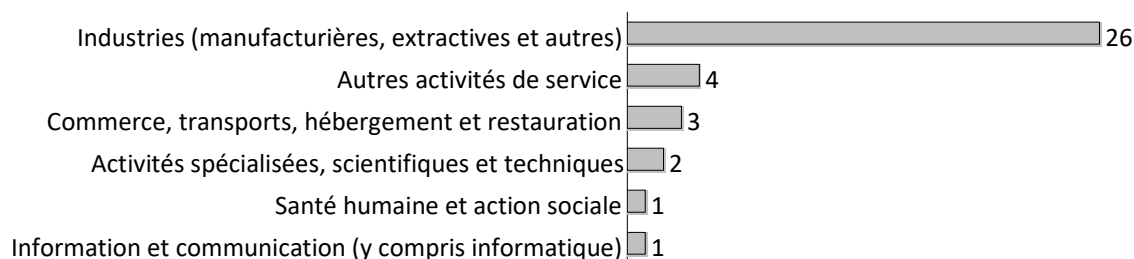 Industries (manufacturières, extractives et autres) 26
Autres activités de service 4
Commerce, transports, hébergement et restauration 3
Activités spécialisées, scientifiques et techniques 2
Santé humaine et action sociale 1
Information et communication (y compris informatique) 1